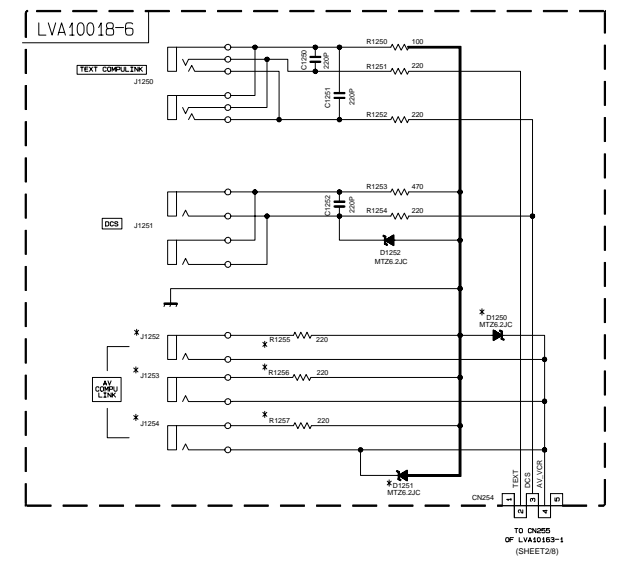 LVA10018-6
R1250 100
C1250
220P
TEXT COMPULINK
R1251 220
J1250
C1251
220P
R1252 220
R1253 470
C1252
220P
R1254 220
DCS
J1251
D1252
MTZ6.2JC
* D1250
MTZ6.2JC
* J1252
* R1255 220
* J1253
* R1256 220
AV
COMPU
LINK
* J1254
* R1257 220
* D1251
MTZ6.2JC
TEXT
DCS
AV_VCR
CN254
1 2 3 4 5
TO CN255
OF LVA10163-1
(SHEET2/8)